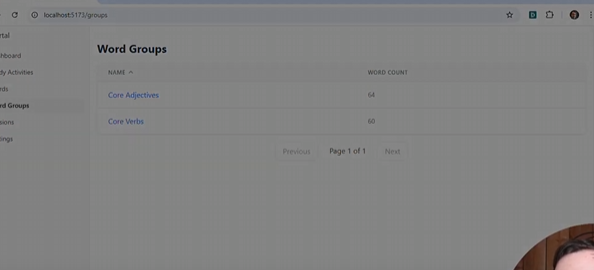 localhost:5173/groups
rtal
hboard
dy Activities
rds
rd Groups
sions
tings
Word Groups
NAME WORD COUNT
Core Adjectives 64
Core Verbs 60
Previous Page 1 of 1 Next